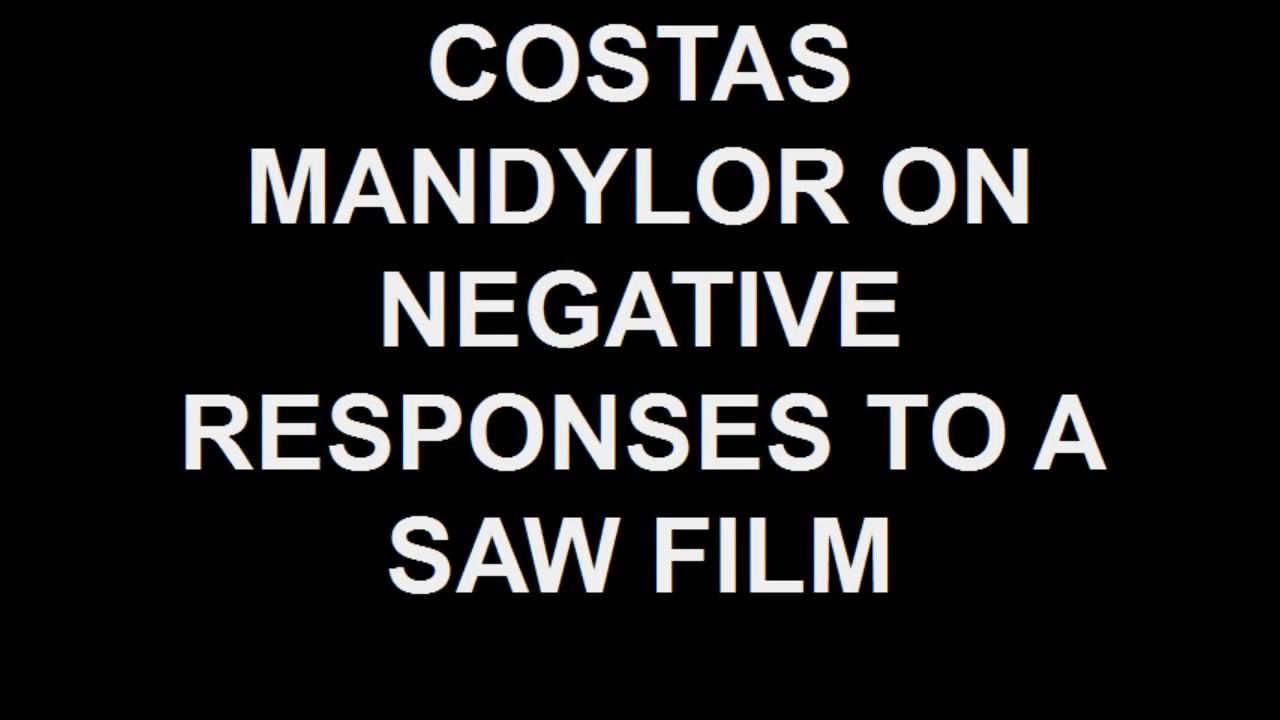 COSTAS
MANDYLOR ON
NEGATIVE
RESPONSES TO A
SAW FILM